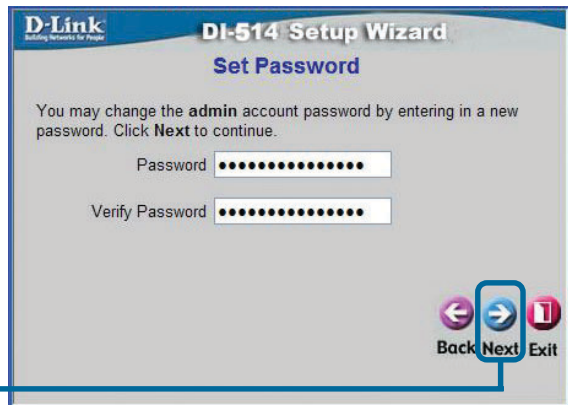 D-Link
Building Networks for People
DI-514 Setup Wizard
Set Password
You may change the admin account password by entering in a new
password. Click Next to continue.
Password ●●●●●●●●●●●●●●●
Verify Password ●●●●●●●●●●●●●●●
Back Next Exit